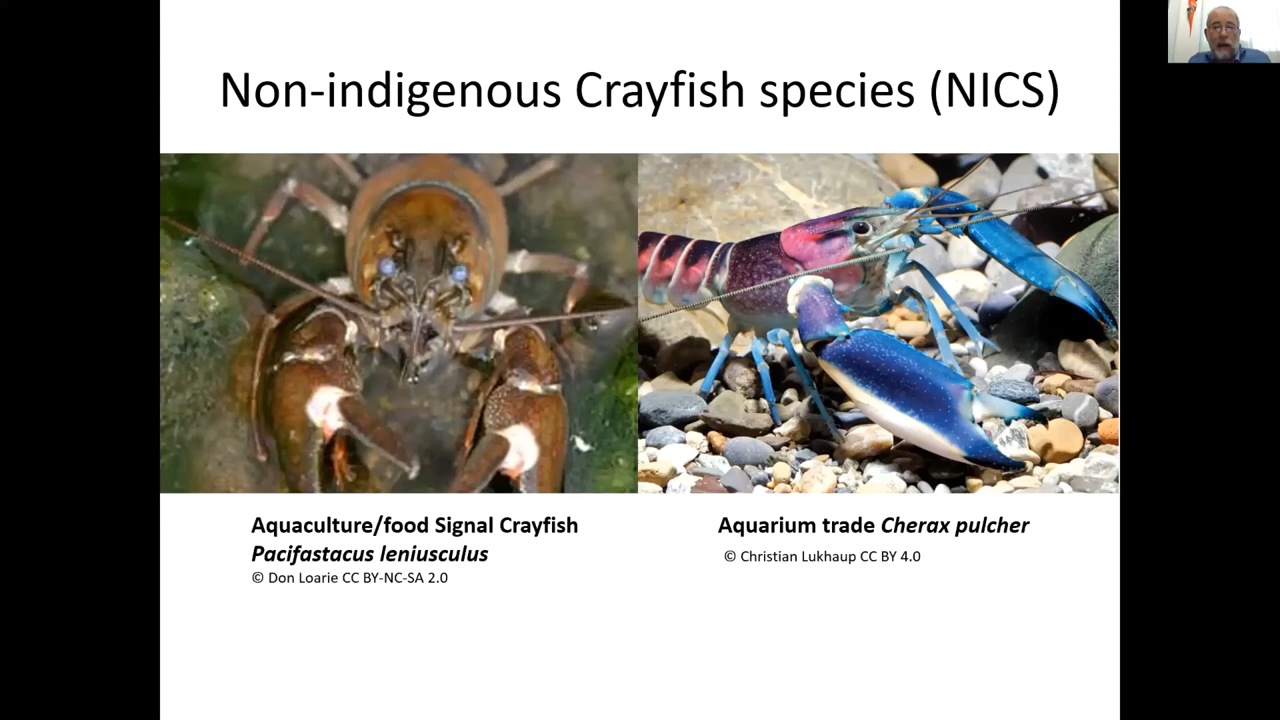 Non-indigenous Crayfish species (NICS)
Aquaculture/food Signal Crayfish
Pacifastacus leniusculus
© Don Loarie CC BY-NC-SA 2.0
Aquarium trade Cherax pulcher
© Christian Lukhaup CC BY 4.0